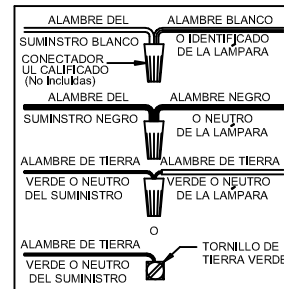 ALAMBRE DEL
SUMINSTRO BLANCO
ALAMBRE BLANCO
O IDENTIFICADO
DE LA LAMPARA
CONECTADOR
UL CALIFICADO
(No Incluidas)
ALAMBRE DEL
SUMINSTRO NEGRO
ALAMBRE NEGRO
O NEUTRO
DE LA LAMPARA
ALAMBRE DE TIERRA
VERDE O NEUTRO
DEL SUMINISTRO
ALAMBRE DE TIERRA
VERDE O NEUTRO
DE LA LAMPARA
O
ALAMBRE DE TIERRA
VERDE O NEUTRO
DEL SUMINISTRO
TORNILLO DE
TIERRA VERDE